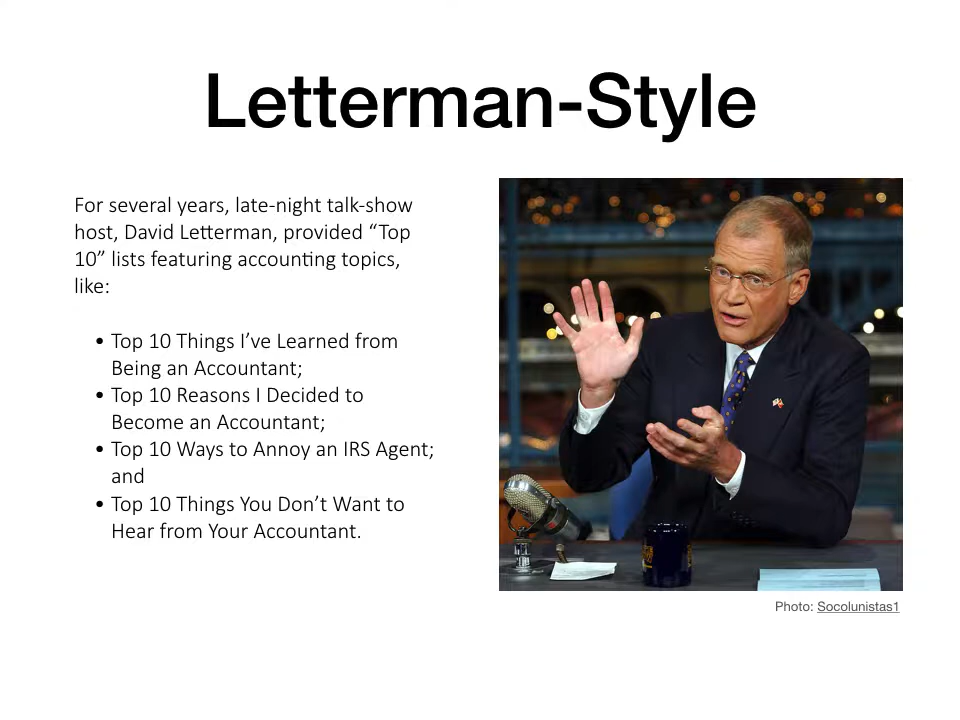 Letterman-Style
For several years, late-night talk-show
host, David Letterman, provided “Top
10” lists featuring accounting topics,
like:
• Top 10 Things I’ve Learned from
Being an Accountant;
• Top 10 Reasons I Decided to
Become an Accountant;
• Top 10 Ways to Annoy an IRS Agent;
and
• Top 10 Things You Don’t Want to
Hear from Your Accountant.
Photo: Socolunistas1